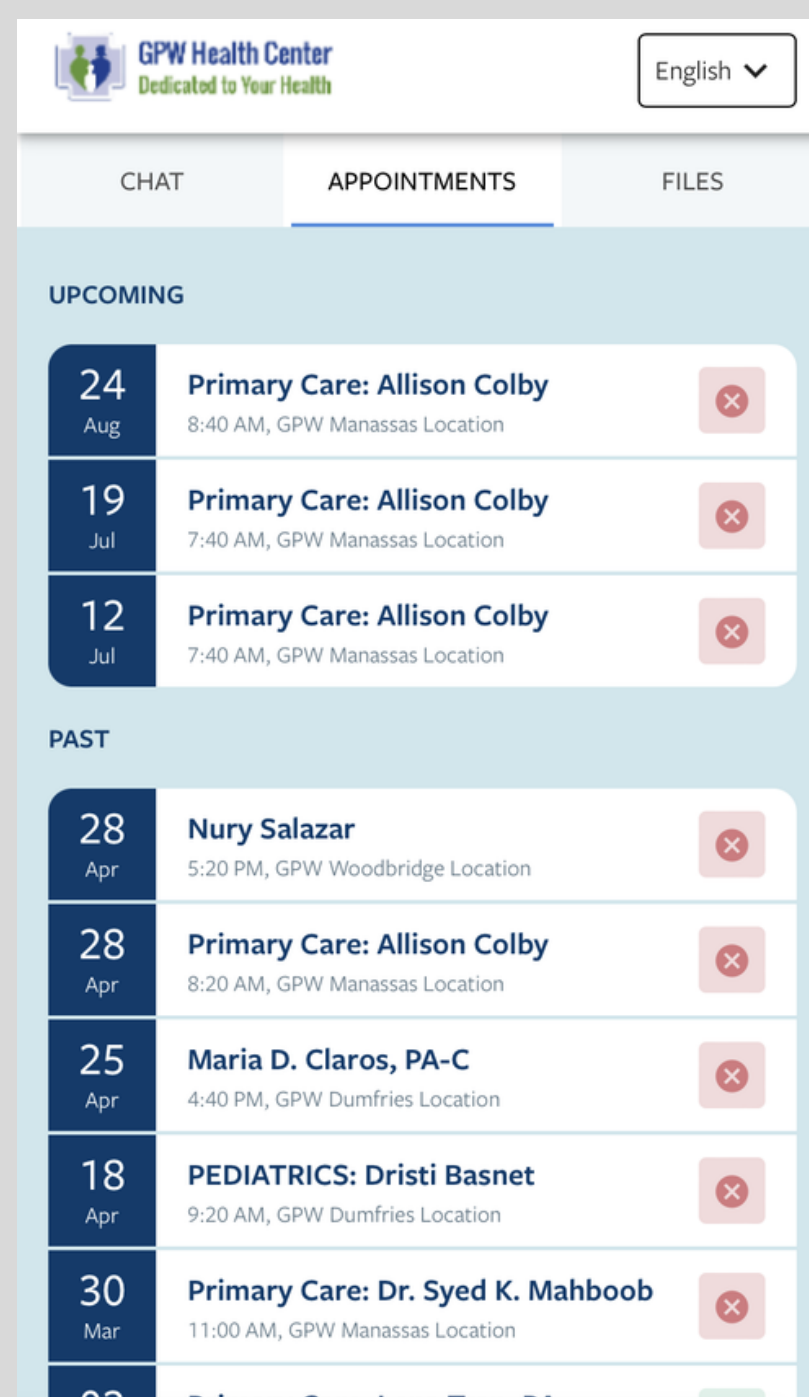 GPW Health Center
Dedicated to Your Health
English
CHAT
APPOINTMENTS
FILES
UPCOMING
24
Aug
Primary Care: Allison Colby
8:40 AM, GPW Manassas Location
19
Jul
Primary Care: Allison Colby
7:40 AM, GPW Manassas Location
12
Jul
Primary Care: Allison Colby
7:40 AM, GPW Manassas Location
PAST
28
Apr
Nury Salazar
5:20 PM, GPW Woodbridge Location
28
Apr
Primary Care: Allison Colby
8:20 AM, GPW Manassas Location
25
Apr
Maria D. Claros, PA-C
4:40 PM, GPW Dumfries Location
18
Apr
PEDIATRICS: Dristi Basnet
9:20 AM, GPW Dumfries Location
30
Mar
Primary Care: Dr. Syed K. Mahboob
11:00 AM, GPW Manassas Location